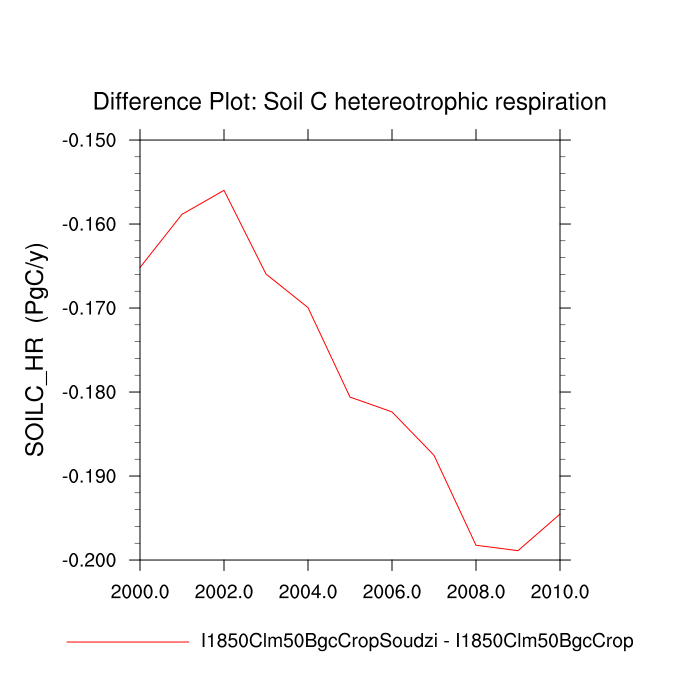 Difference Plot: Soil C hetereotrophic respiration
-0.150
-0.160
-0.170
-0.180
-0.190
-0.200
SOILC_HR (PgC/y)
2000.0 2002.0 2004.0 2006.0 2008.0 2010.0
I1850Clm50BgcCropSoudzi - I1850Clm50BgcCrop